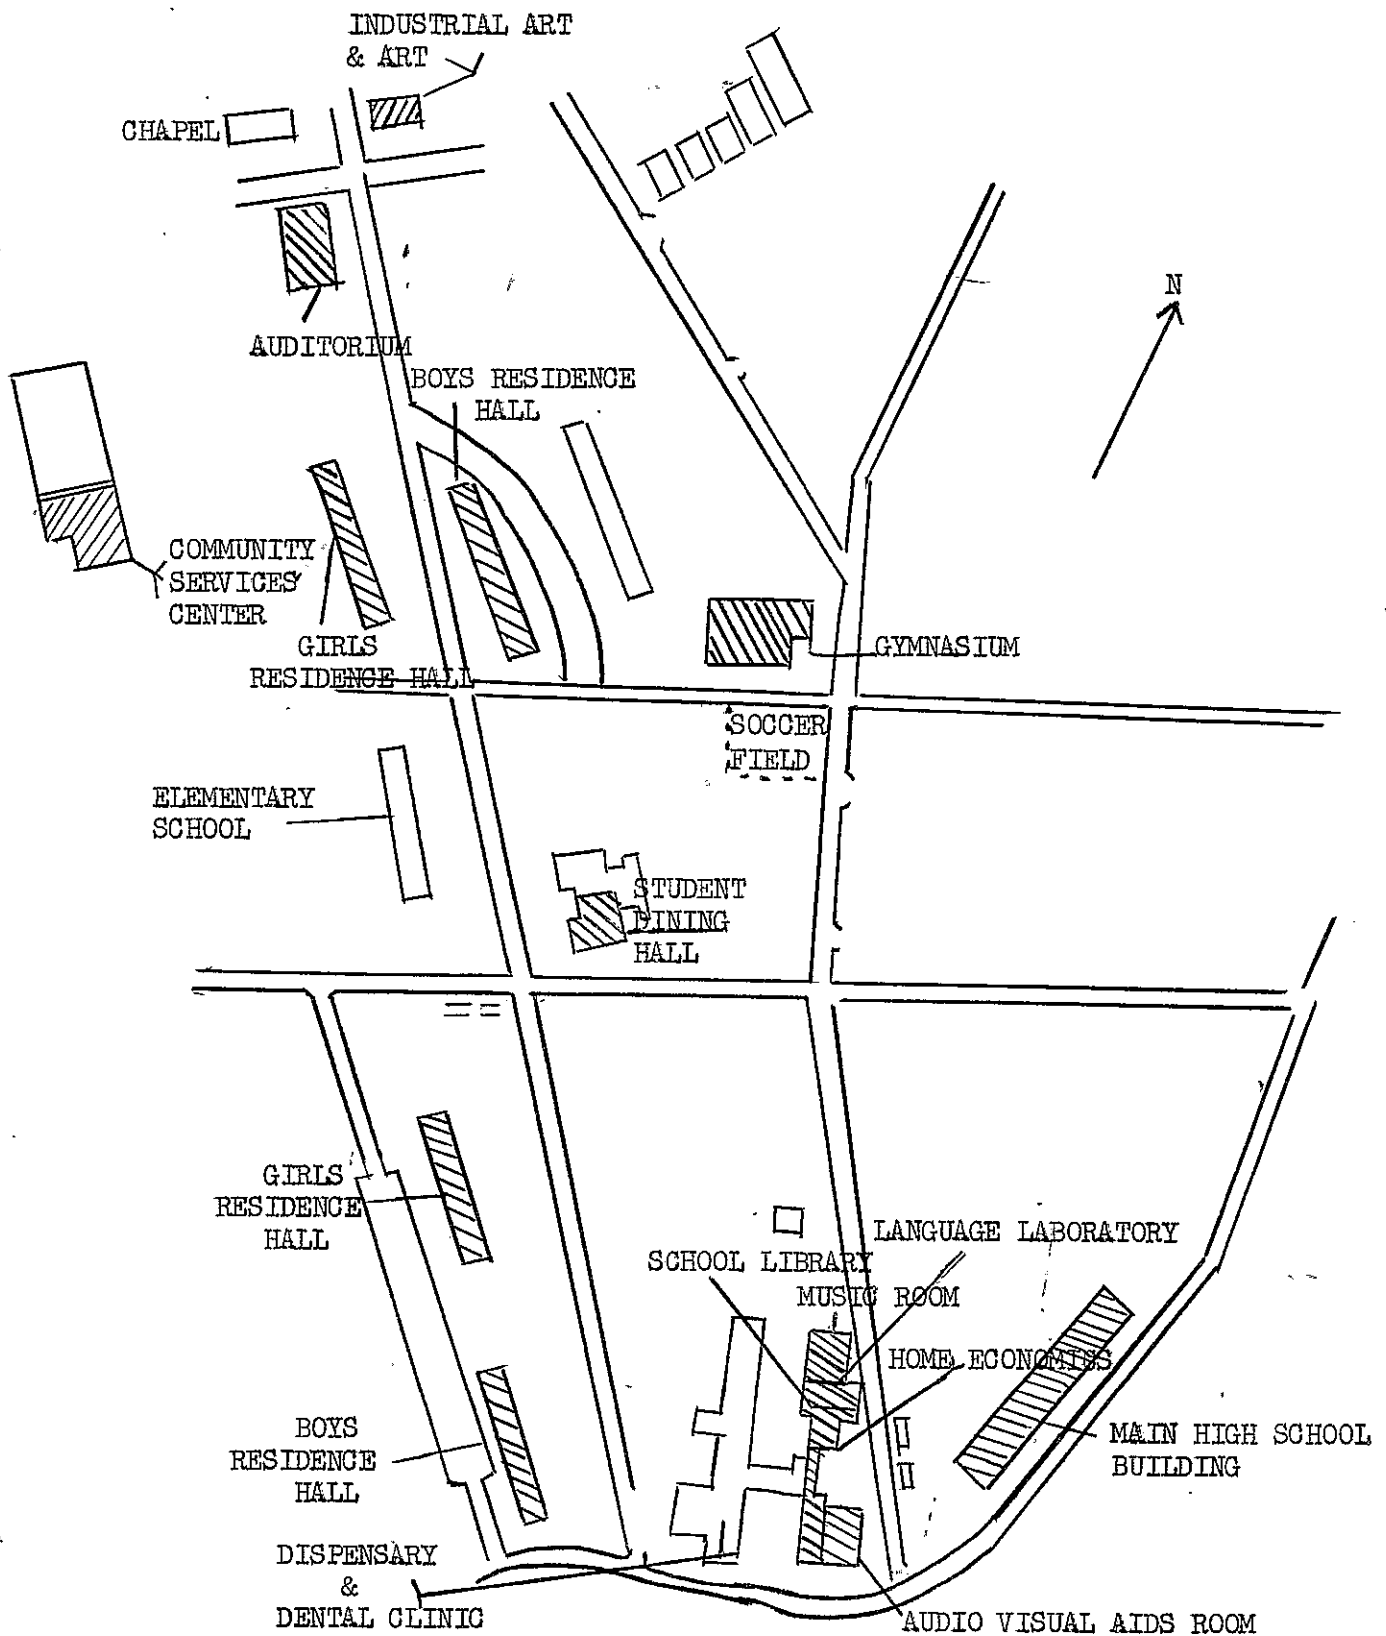 INDUSTRIAL ART
& ART
CHAPEL
N
AUDITORIUM
BOYS RESIDENCE
HALL
COMMUNITY
SERVICES
CENTER
GIRLS
RESIDENCE HALL
GYMNASIUM
SOCCER
FIELD
ELEMENTARY
SCHOOL
STUDENT
DINING
HALL
GIRLS
RESIDENCE
HALL
LANGUAGE LABORATORY
SCHOOL LIBRARY
MUSIC ROOM
HOME ECONOMICS
BOYS
RESIDENCE
HALL
MAIN HIGH SCHOOL
BUILDING
DISPENSARY
&
DENTAL CLINIC
AUDIO VISUAL AIDS ROOM